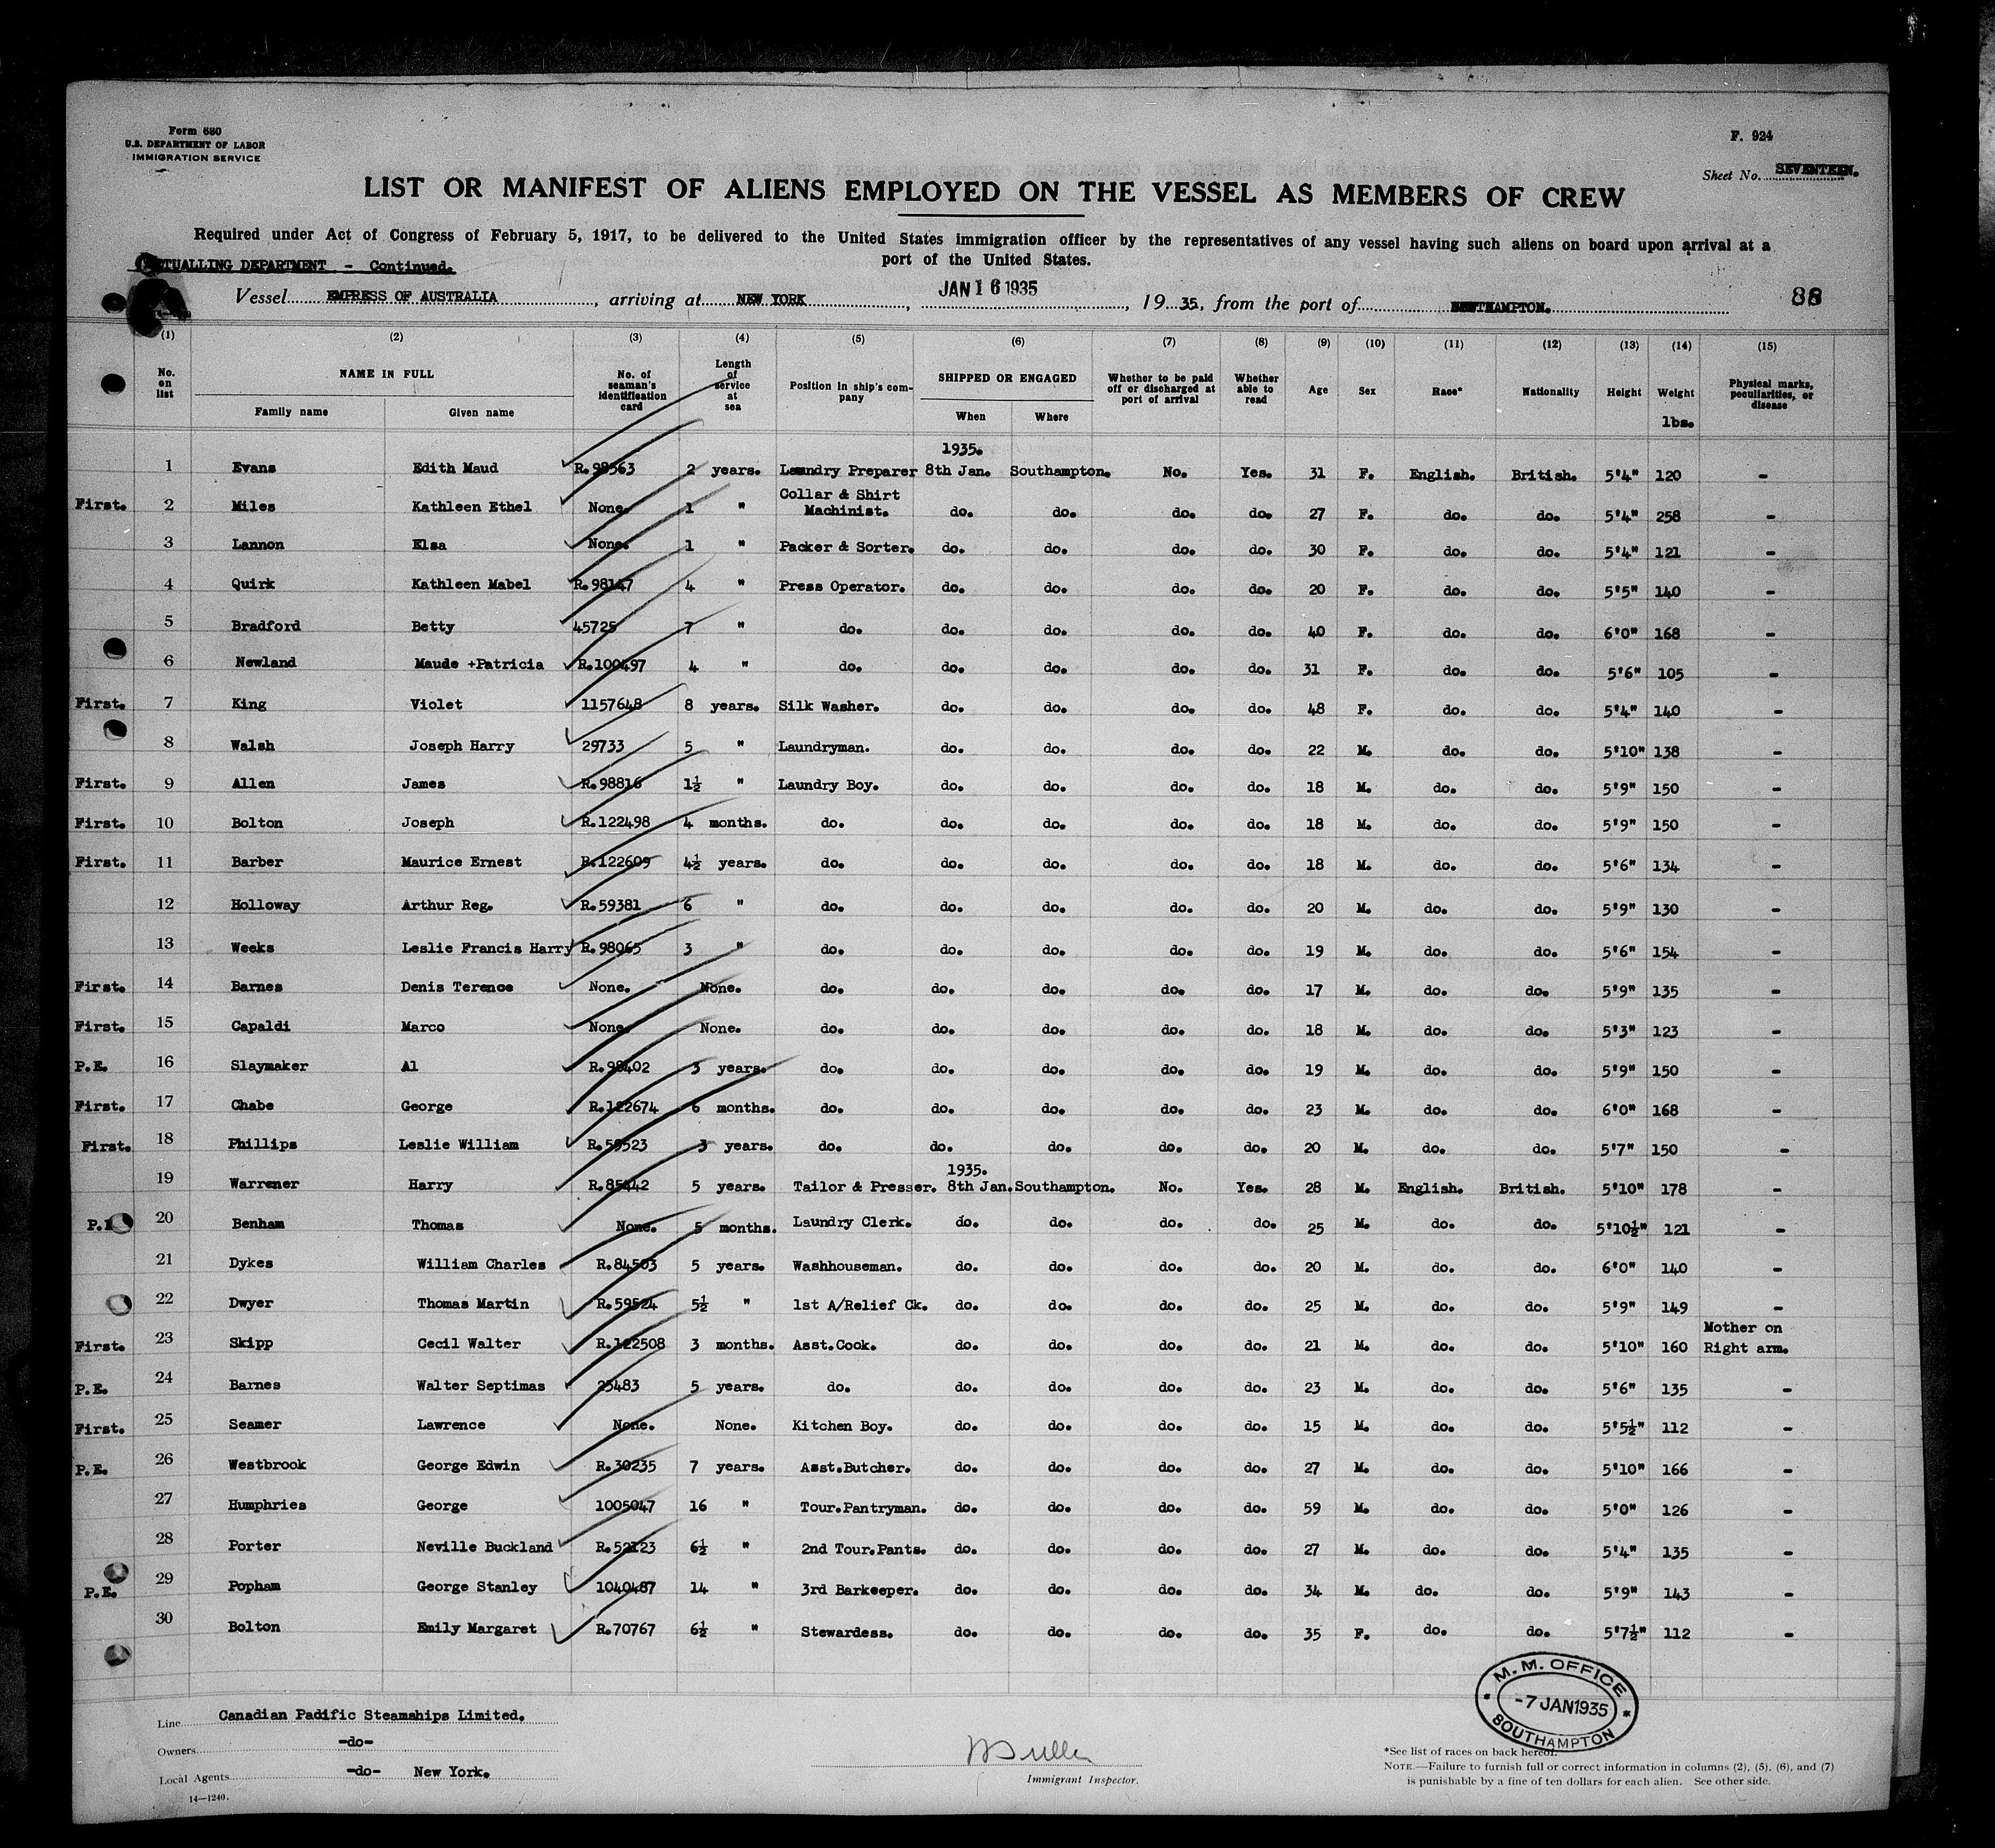 Form 680
U.S. DEPARTMENT OF LABOR
IMMIGRATION SERVICE
F. 924
Sheet No. SEVENTEEN.
LIST OR MANIFEST OF ALIENS EMPLOYED ON THE VESSEL AS MEMBERS OF CREW
Required under Act of Congress of February 5, 1917, to be delivered to the United States immigration officer by the representatives of any vessel having such aliens on board upon arrival at a
port of the United States.
TUALLING DEPARTMENT - Continued.
Vessel EMPRESS OF AUSTRALIA, arriving at NEW YORK, JAN 16 1935, 19 35, from the port of SOUTHAMPTON.
88
(1) (2) (3) (4) (5) (6) (7) (8) (9) (10) (11) (12) (13) (14) (15)
No. on list NAME IN FULL Family name Given name No. of seaman's identification card Length of service at sea Position in ship's company SHIPPED OR ENGAGED When Where Whether to be paid off or discharged at port of arrival Whether able to read Age Sex Race* Nationality Height Weight lbs. Physical marks, peculiarities, or disease
1935.
1 Evans Edith Maud R.98563 2 years. Laundry Preparer 8th Jan. Southampton. No. Yes. 31 F. English. British. 5'4" 120 -
First. 2 Miles Kathleen Ethel None. 1 " Collar & Shirt Machinist. do. do. do. do. 27 F. do. do. 5'4" 258 -
3 Lannon Elsa None. 1 " Packer & Sorter. do. do. do. do. 30 F. do. do. 5'4" 121 -
4 Quirk Kathleen Mabel R.98147 4 " Press Operator. do. do. do. do. 20 F. do. do. 5'5" 140 -
5 Bradford Betty 45725 7 " do. do. do. do. do. 40 F. do. do. 6'0" 168 -
6 Newland Maude +Patricia R.100497 4 " do. do. do. do. do. 31 F. do. do. 5'6" 105 -
First. 7 King Violet 1157648 8 years. Silk Washer. do. do. do. do. 48 F. do. do. 5'4" 140 -
8 Walsh Joseph Harry 29733 5 " Laundryman. do. do. do. do. 22 M. do. do. 5'10" 138 -
First. 9 Allen James R.98816 1½ " Laundry Boy. do. do. do. do. 18 M. do. do. 5'9" 150 -
First. 10 Bolton Joseph R.122498 4 months. do. do. do. do. do. 18 M. do. do. 5'9" 150 -
First. 11 Barber Maurice Ernest R.122609 4½ years. do. do. do. do. do. 18 M. do. do. 5'6" 134 -
12 Holloway Arthur Reg. R.59381 6 " do. do. do. do. do. 20 M. do. do. 5'9" 130 -
13 Weeks Leslie Francis Harry R.98065 3 " do. do. do. do. do. 19 M. do. do. 5'6" 154 -
First. 14 Barnes Denis Terence None. None. do. do. do. do. do. 17 M. do. do. 5'9" 135 -
First. 15 Capaldi Marco None. None. do. do. do. do. do. 18 M. do. do. 5'3" 123 -
P.E. 16 Slaymaker Al R.98402 3 years. do. do. do. do. do. 19 M. do. do. 5'9" 150 -
First. 17 Chabe George R.122674 6 months. do. do. do. do. do. 23 M. do. do. 6'0" 168 -
First. 18 Phillips Leslie William R.59523 3 years. do. do. do. do. do. 20 M. do. do. 5'7" 150 -
1935.
19 Warrener Harry R.85442 5 years. Tailor & Presser. 8th Jan. Southampton. No. Yes. 28 M. English. British. 5'10" 178 -
P. 20 Benham Thomas None. 5 months. Laundry Clerk. do. do. do. do. 25 M. do. do. 5'10½" 121 -
21 Dykes William Charles R.84503 5 years. Washhouseman. do. do. do. do. 20 M. do. do. 6'0" 140 -
22 Dwyer Thomas Martin R.59524 5½ " 1st A/Relief Ck. do. do. do. do. 25 M. do. do. 5'9" 149 -
First. 23 Skipp Cecil Walter R.122508 3 months. Asst.Cook. do. do. do. do. 21 M. do. do. 5'10" 160 Mother on Right arm.
P.E. 24 Barnes Walter Septimas 25483 5 years. do. do. do. do. do. 23 M. do. do. 5'6" 135 -
First. 25 Seamer Lawrence None. None. Kitchen Boy. do. do. do. do. 15 M. do. do. 5'5½" 112 -
P.E. 26 Westbrook George Edwin R.30235 7 years. Asst.Butcher. do. do. do. do. 27 M. do. do. 5'10" 166 -
27 Humphries George 1005047 16 " Tour.Pantryman. do. do. do. do. 59 M. do. do. 5'0" 126 -
28 Porter Neville Buckland R.52123 6½ " 2nd Tour.Pants. do. do. do. do. 27 M. do. do. 5'4" 135 -
P.E. 29 Popham George Stanley 1040487 14 " 3rd Barkeeper. do. do. do. do. 34 M. do. do. 5'9" 143 -
30 Bolton Emily Margaret R.70767 6½ " Stewardess. do. do. do. do. 35 F. do. do. 5'7½" 112 -
M. M. OFFICE
-7 JAN 1935
SOUTHAMPTON
Line Canadian Padific Steamships Limited.
Owners -do-
Local Agents -do- New York.
14—1240.
Immigrant Inspector.
*See list of races on back hereof.
NOTE.—Failure to furnish full or correct information in columns (2), (5), (6), and (7)
is punishable by a fine of ten dollars for each alien. See other side.